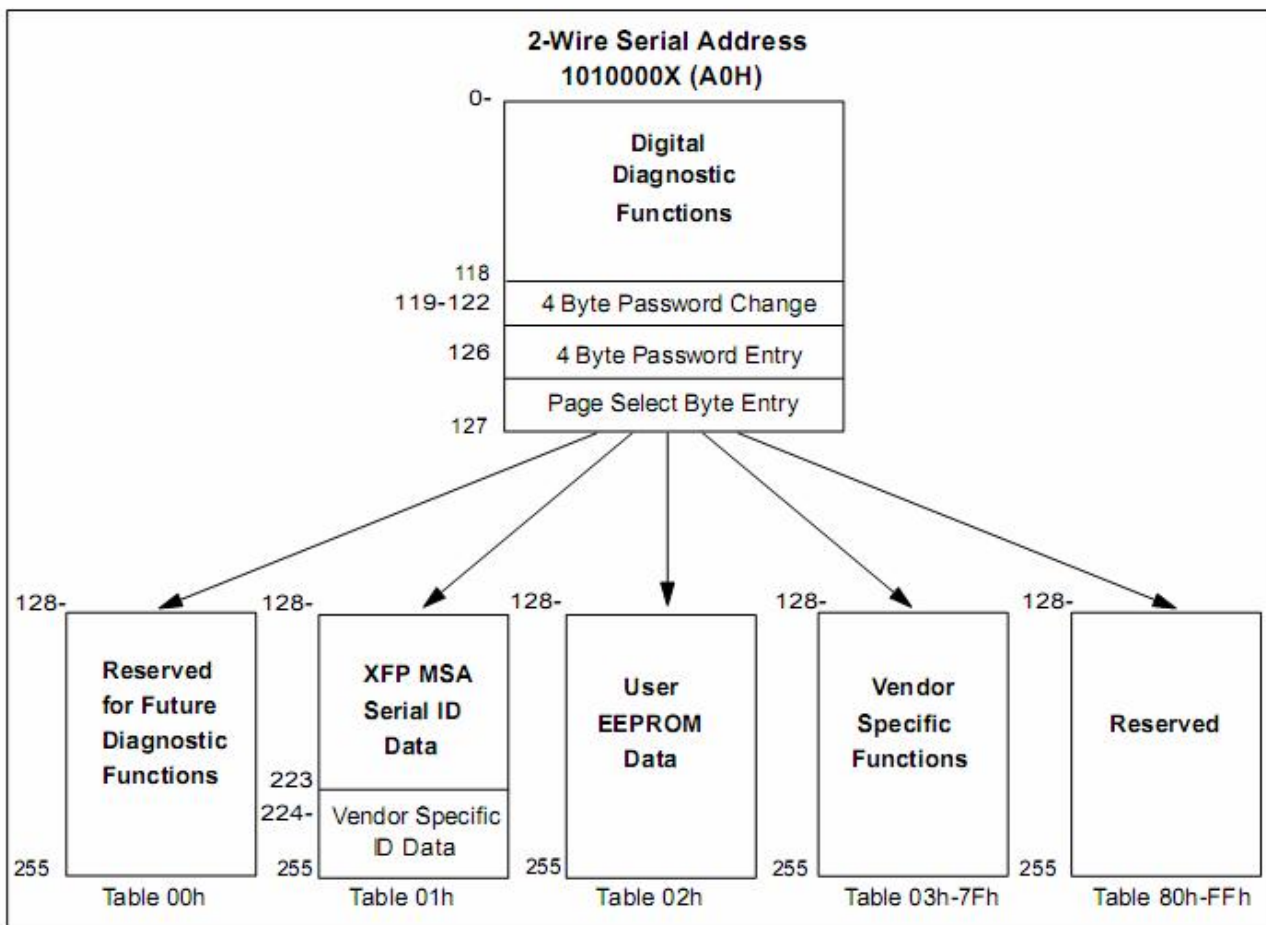 2-Wire Serial Address
1010000X (A0H)
0-
Digital
Diagnostic
Functions
118
119-122
4 Byte Password Change
126
4 Byte Password Entry
Page Select Byte Entry
127
128-
Reserved
for Future
Diagnostic
Functions
255
Table 00h
128-
XFP MSA
Serial ID
Data
223
224-
Vendor Specific
ID Data
255
Table 01h
128-
User
EEPROM
Data
255
Table 02h
128-
Vendor
Specific
Functions
255
Table 03h-7Fh
128-
Reserved
255
Table 80h-FFh